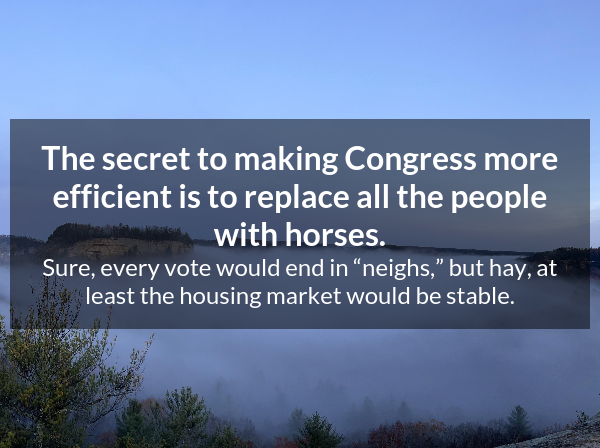 The secret to making Congress more
efficient is to replace all the people
with horses.
Sure, every vote would end in “neighs,” but hay, at
least the housing market would be stable.